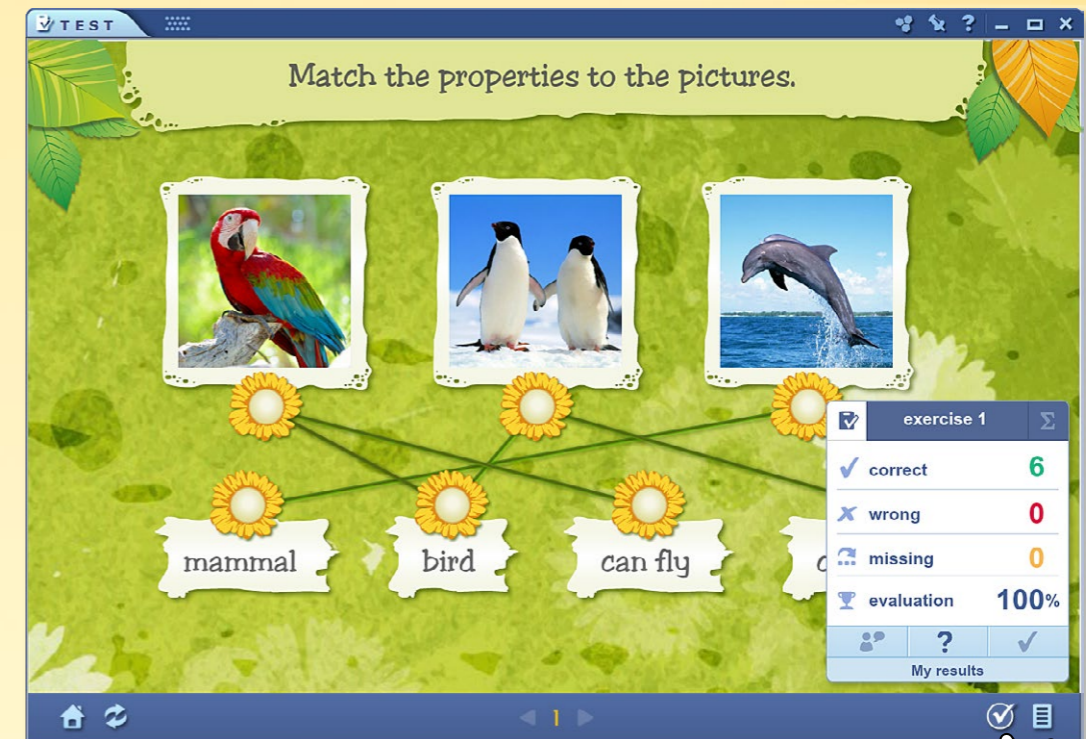 TEST
?
Match the properties to the pictures.
exercise 1 Σ
correct 6
wrong 0
missing 0
evaluation 100%
?
My results
mammal bird can fly
1